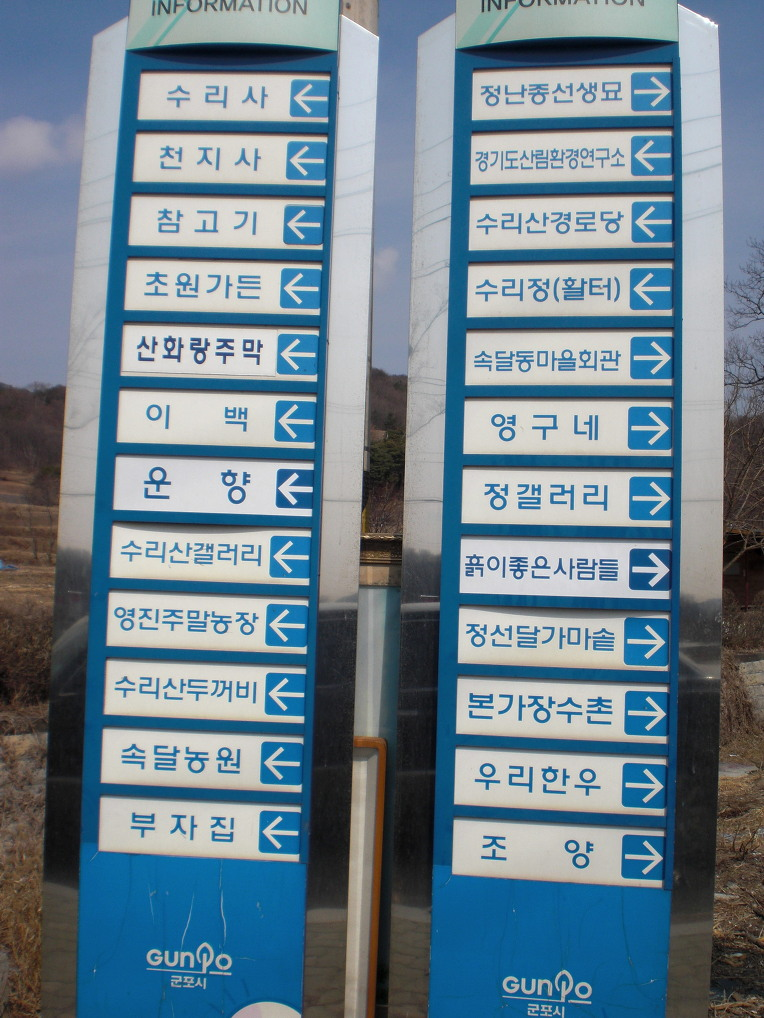 INFORMATION
수리사
천지사
참고기
초원가든
산화랑주막
이 백
운 향
수리산갤러리
영진주말농장
수리산두꺼비
속달농원
부자집
GUNPO
군포시
INFORMATION
정난종선생묘
경기도산림환경연구소
수리산경로당
수리정(활터)
속달동마을회관
영구네
정갤러리
흙이좋은사람들
정선달가마솥
본가장수촌
우리한우
조 양
GUNPO
군포시